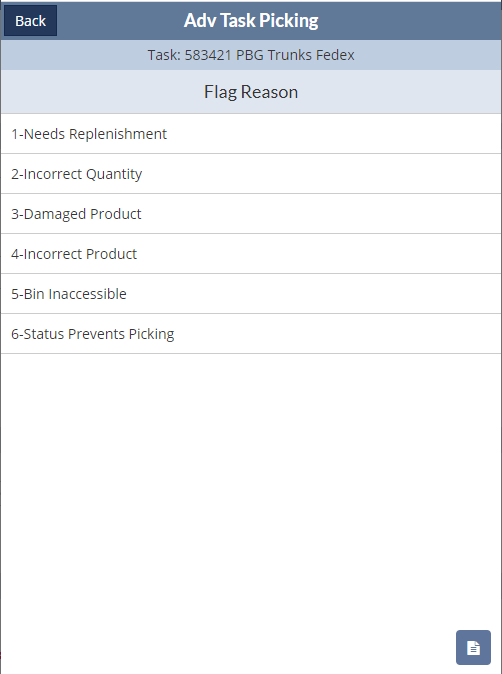 Back
Adv Task Picking
Task: 583421 PBG Trunks Fedex
Flag Reason
1-Needs Replenishment
2-Incorrect Quantity
3-Damaged Product
4-Incorrect Product
5-Bin Inaccessible
6-Status Prevents Picking